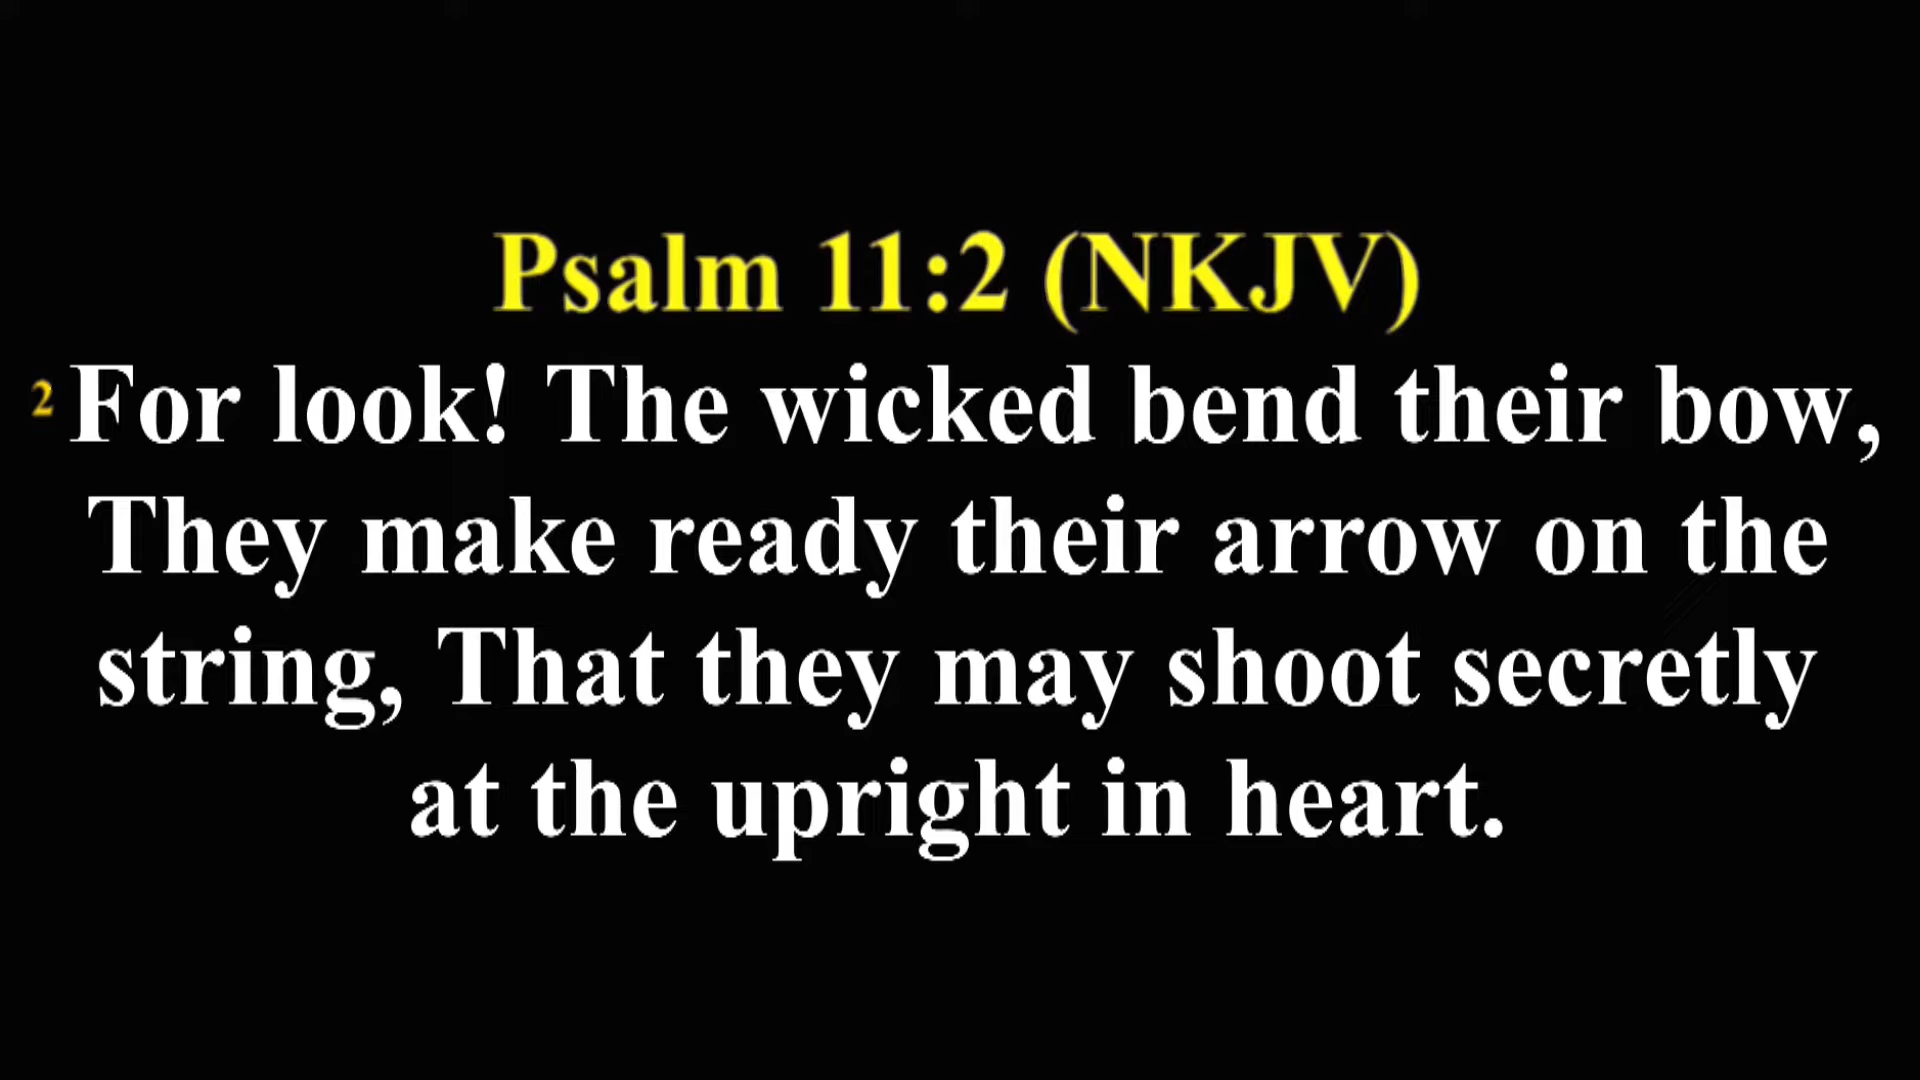 Psalm 11:2 (NKJV)
2 For look! The wicked bend their bow,
They make ready their arrow on the
string, That they may shoot secretly
at the upright in heart.